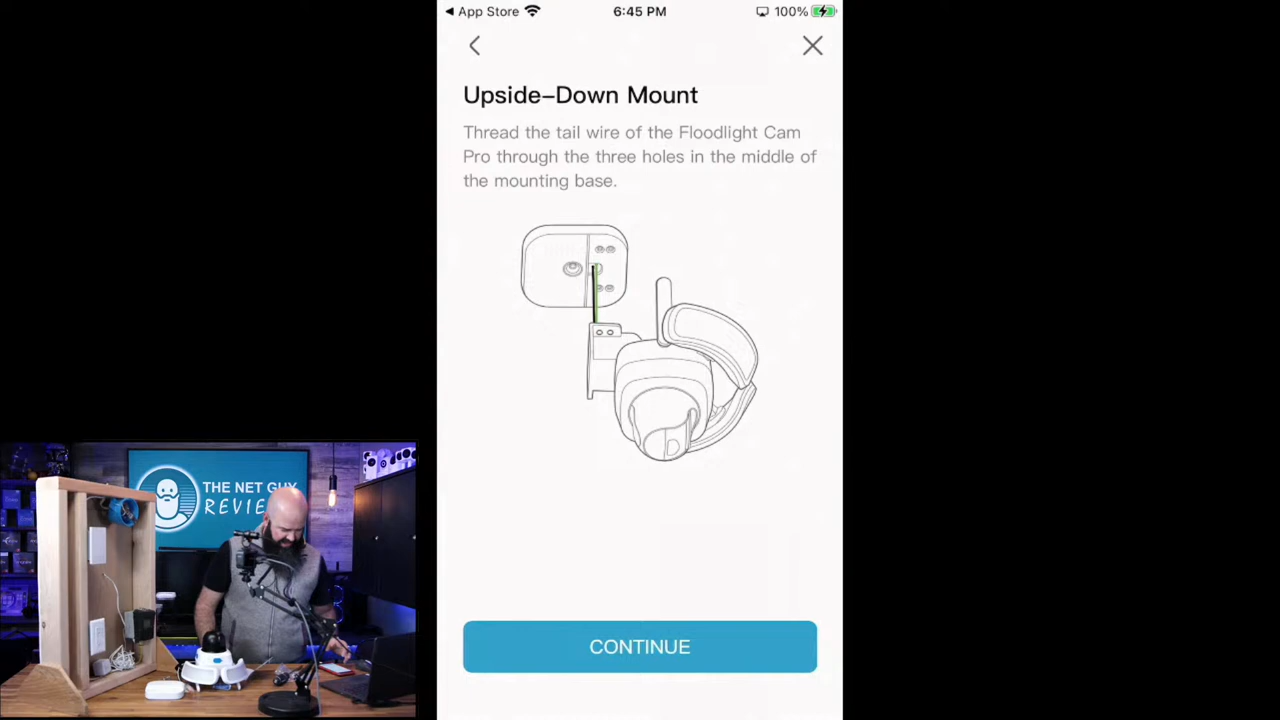 App Store
6:45 PM
100%
Upside-Down Mount
Thread the tail wire of the Floodlight Cam
Pro through the three holes in the middle of
the mounting base.
CONTINUE
THE NET GUY
REVIE